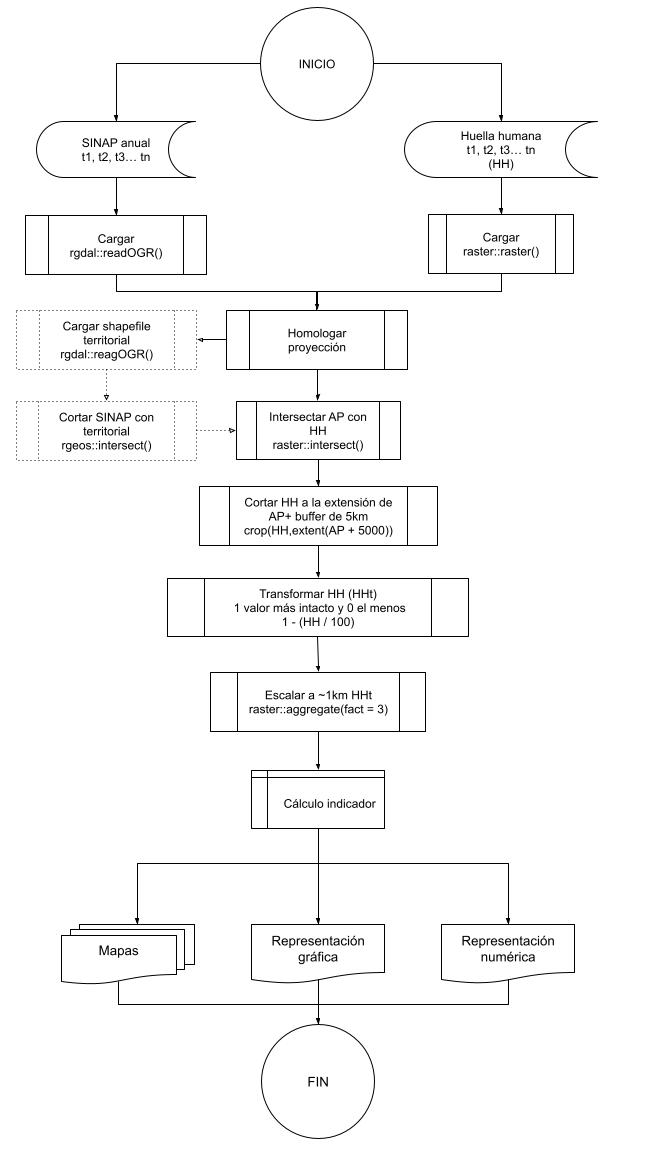 INICIO
SINAP anual
t1, t2, t3... tn
Huella humana
t1, t2, t3... tn
(HH)
Cargar
rgdal::readOGR()
Cargar
raster::raster()
Cargar shapefile
territorial
rgdal::reagOGR()
Homologar
proyección
Cortar SINAP con
territorial
rgeos::intersect()
Intersectar AP con
HH
raster::intersect()
Cortar HH a la extensión de
AP+ buffer de 5km
crop(HH,extent(AP + 5000))
Transformar HH (HHt)
1 valor más intacto y 0 el menos
1 - (HH / 100)
Escalar a ~1km HHt
raster::aggregate(fact = 3)
Cálculo indicador
Mapas
Representación
gráfica
Representación
numérica
FIN